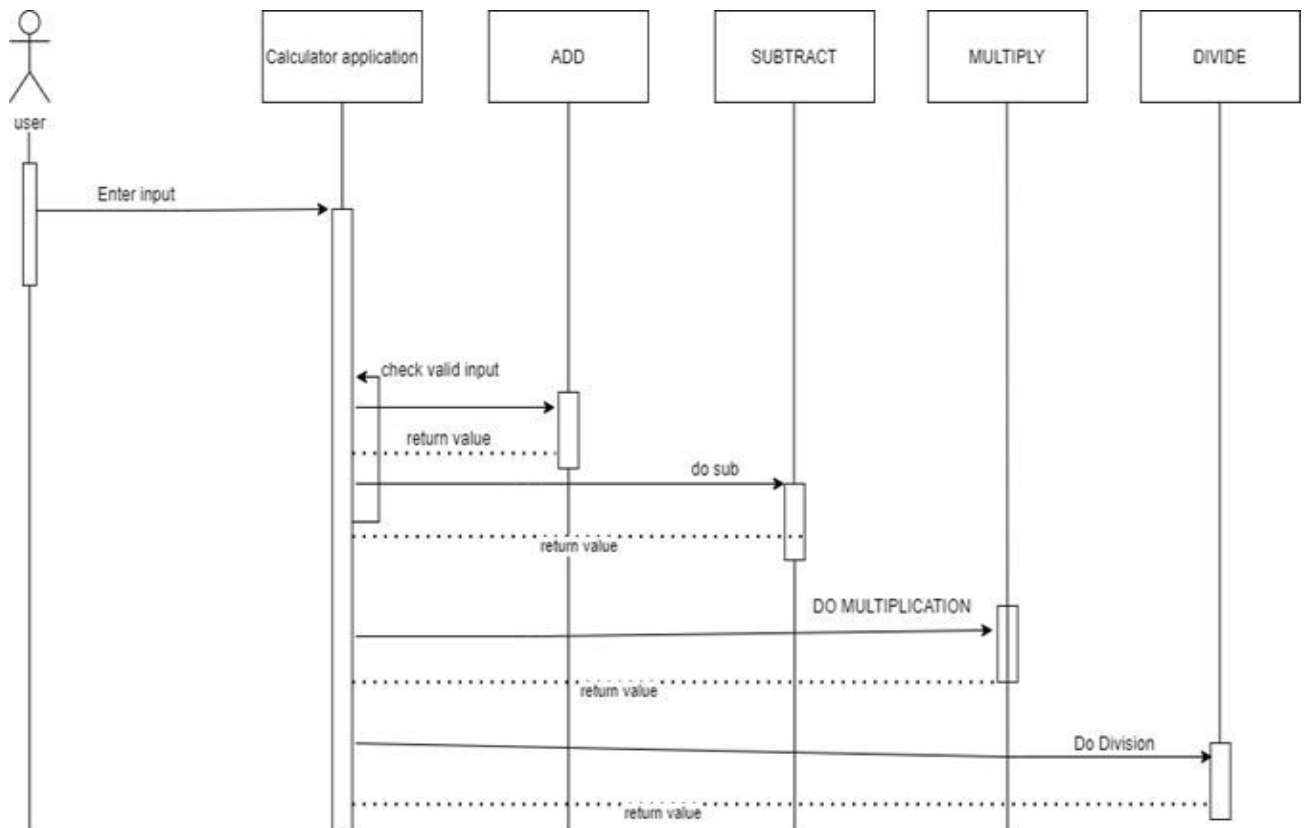 Calculator application
ADD
SUBTRACT
MULTIPLY
DIVIDE
user
Enter input
check valid input
return value
do sub
return value
DO MULTIPLICATION
return value
Do Division
return value